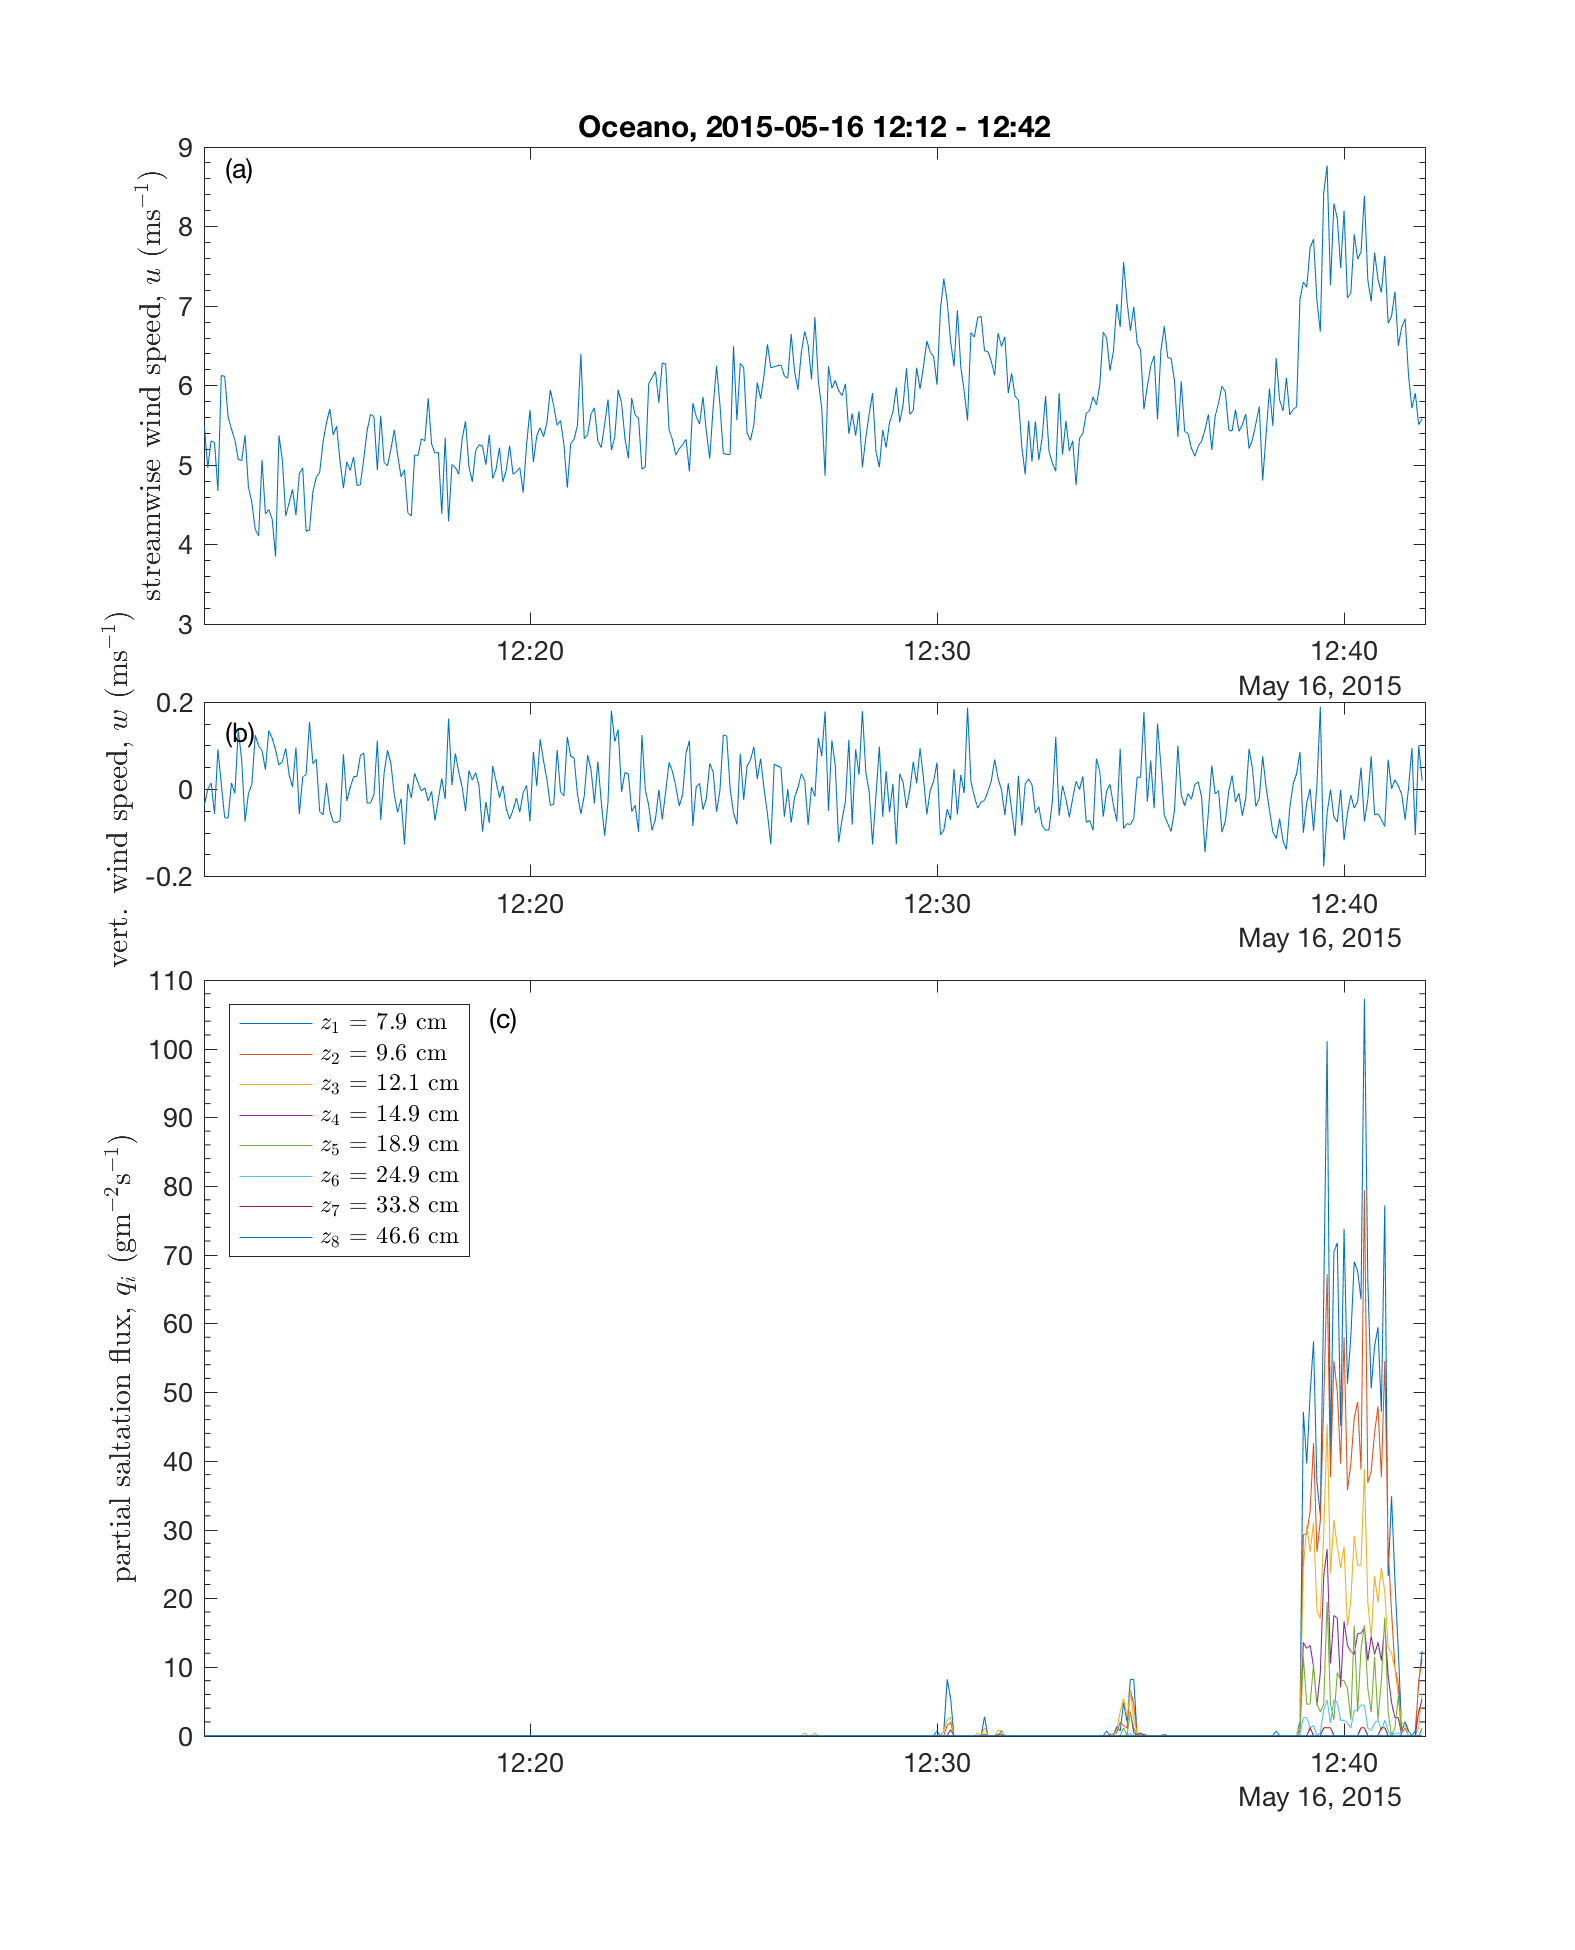 Oceano, 2015-05-16 12:12 - 12:42
(a)
streamwise wind speed, u (ms⁻¹)
9
8
7
6
5
4
3
12:20 12:30 12:40
May 16, 2015
(b)
vert. wind speed, w (ms⁻¹)
0.2
0
-0.2
12:20 12:30 12:40
May 16, 2015
(c)
partial saltation flux, qᵢ (gm⁻²s⁻¹)
110
100
90
80
70
60
50
40
30
20
10
0
z₁ = 7.9 cm
z₂ = 9.6 cm
z₃ = 12.1 cm
z₄ = 14.9 cm
z₅ = 18.9 cm
z₆ = 24.9 cm
z₇ = 33.8 cm
z₈ = 46.6 cm
12:20 12:30 12:40
May 16, 2015